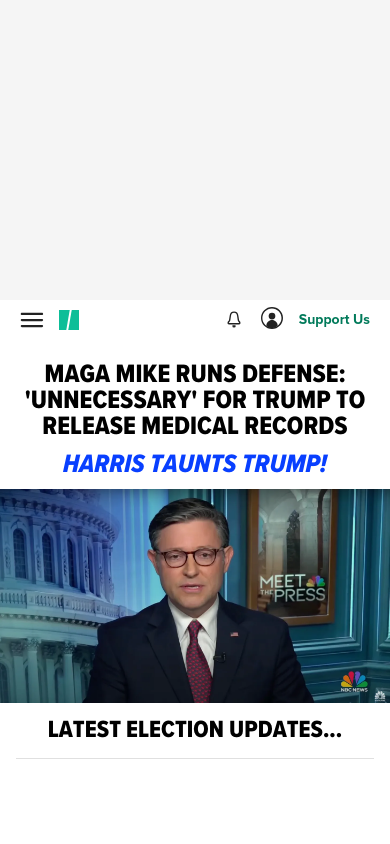 Support Us
MAGA MIKE RUNS DEFENSE:
'UNNECESSARY' FOR TRUMP TO
RELEASE MEDICAL RECORDS
HARRIS TAUNTS TRUMP!
MEET
THE PRESS
NBC NEWS
LATEST ELECTION UPDATES...